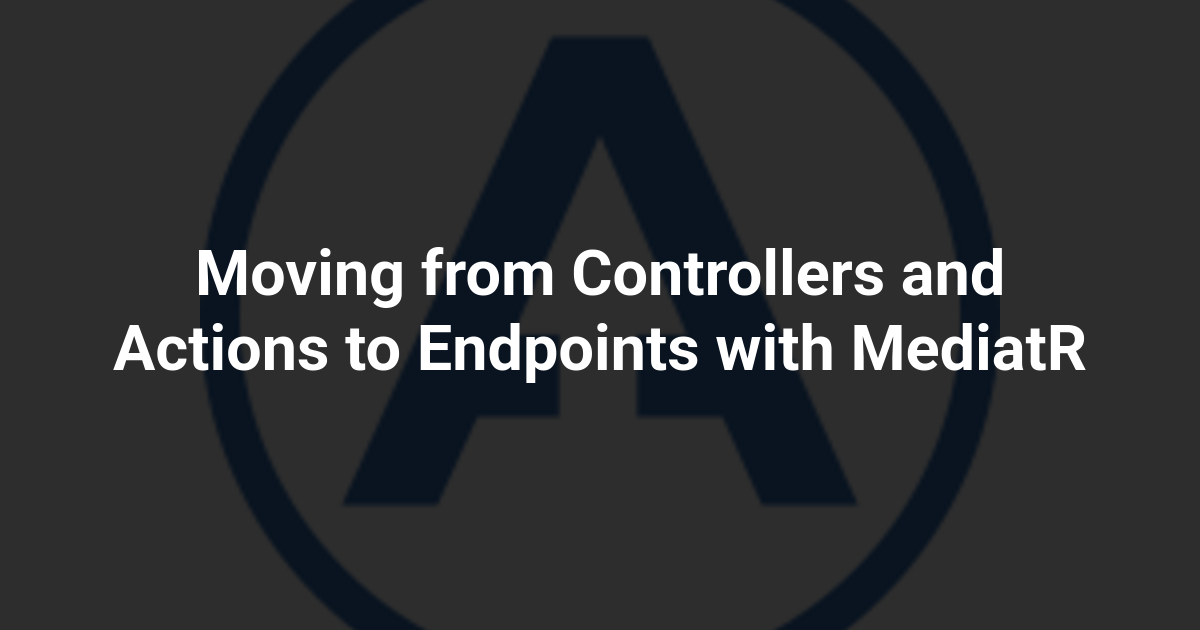 Moving from Controllers and
Actions to Endpoints with MediatR